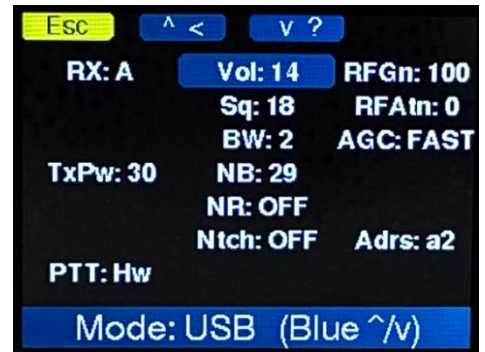 Esc ^ < v ?
RX: A Vol: 14 RFGn: 100
Sq: 18 RFAtn: 0
BW: 2 AGC: FAST
TxPw: 30 NB: 29
NR: OFF
Ntch: OFF Adrs: a2
PTT: Hw
Mode: USB (Blue ^/v)